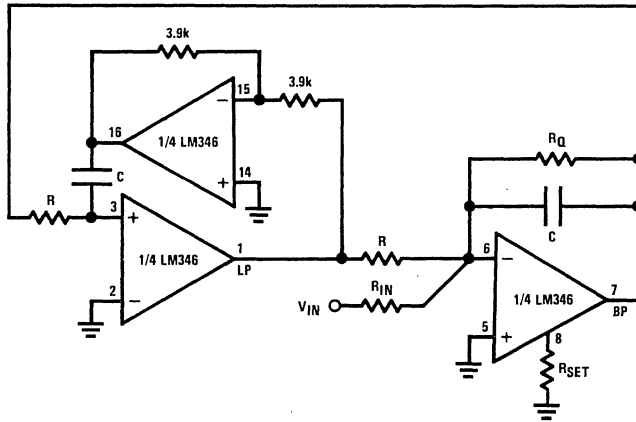 3.9k
15
3.9k
−
16
1/4 LM346
RQ
14
+
C
R
3
+
C
6
−
1/4 LM346
1
LP
R
1/4 LM346
7
BP
2
−
RIN
VIN
5
+
8
RSET